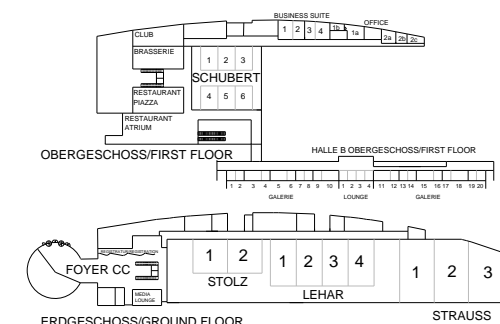 BUSINESS SUITE
OFFICE
CLUB
1 2 3 4 1b 1a 2a 2b 2c
BRASSERIE
1 2 3
SCHUBERT
RESTAURANT
PIAZZA
4 5 6
RESTAURANT
ATRIUM
OBERGESCHOSS/FIRST FLOOR
HALLE B OBERGESCHOSS/FIRST FLOOR
1 2 3 4 5 6 7 8 9 10 1 2 3 4 11 12 13 14 15 16 17 18 19 20
GALERIE LOUNGE GALERIE
REGISTRATUR/REGISTRATION
FOYER CC
1 2
STOLZ
1 2 3 4
LEHAR
1 2 3
STRAUSS
MEDIA
LOUNGE
ERDGESCHOSS/GROUND FLOOR